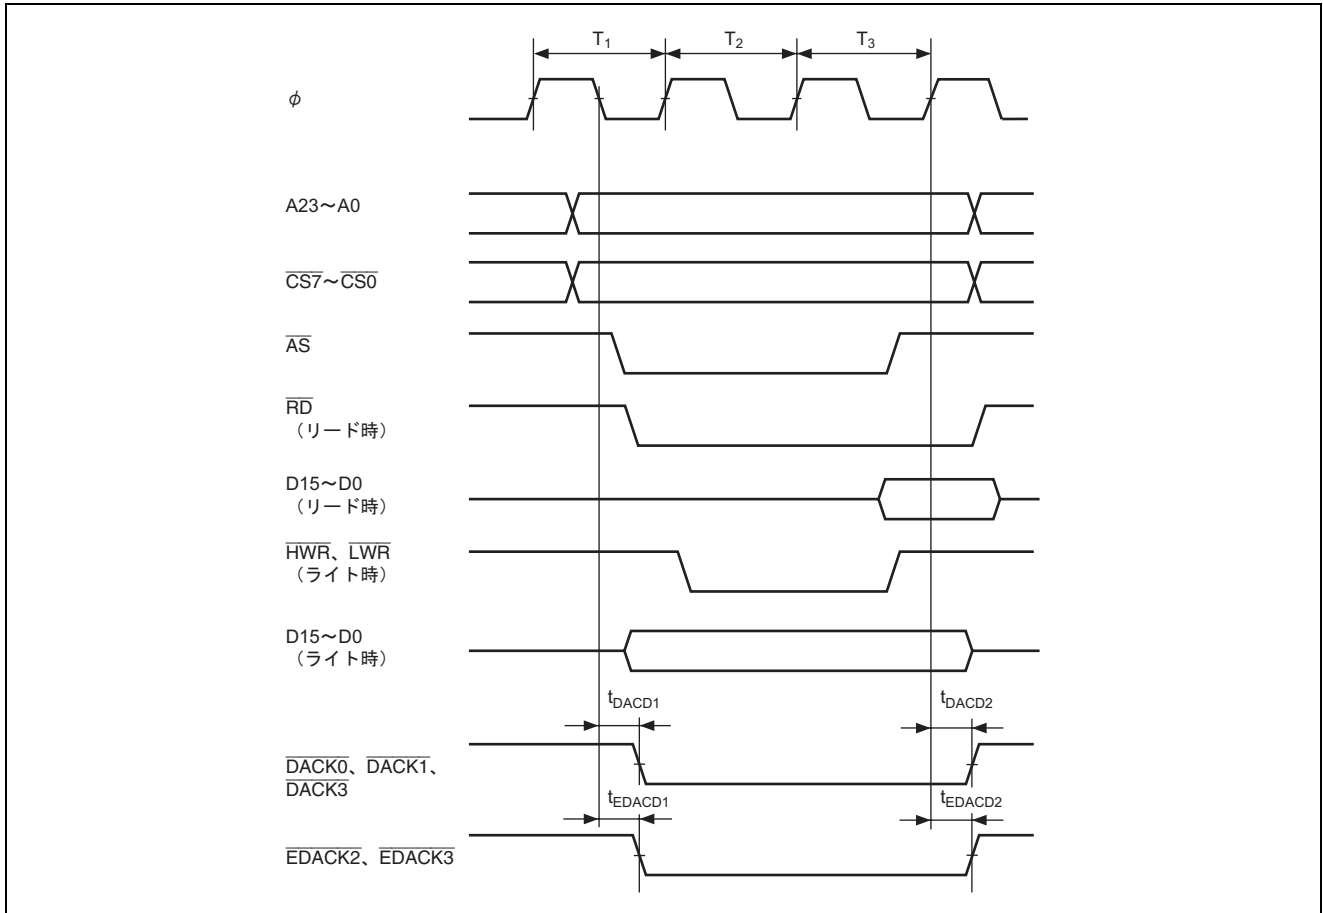 T1 T2 T3
φ
A23～A0
CS7～CS0
AS
RD
（リード時）
D15～D0
（リード時）
HWR、LWR
（ライト時）
D15～D0
（ライト時）
tDACD1 tDACD2
DACK0、DACK1、
DACK3
tEDACD1 tEDACD2
EDACK2、EDACK3